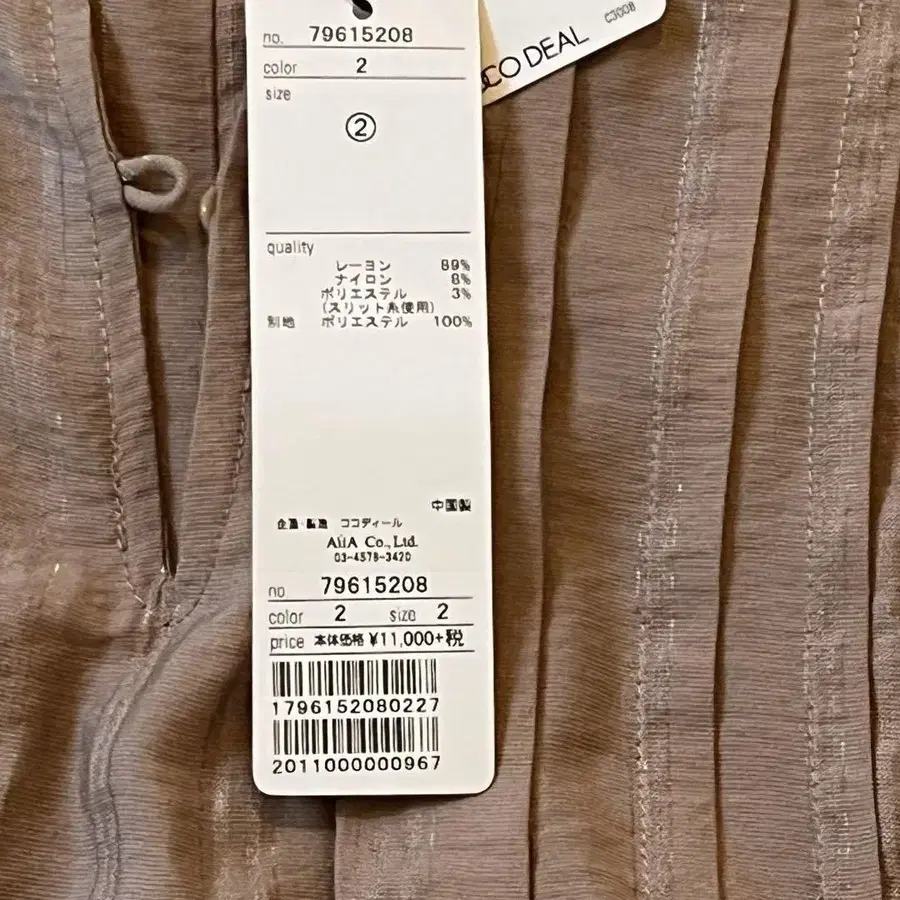 no. 79615208
color 2
size
②
quality
レーヨン 89%
ナイロン 8%
ポリエステル 3%
(スリット糸使用)
別地 ポリエステル 100%
中国製
企画・製造 ココディール
AiiA Co., Ltd.
03-4578-3420
no 79615208
color 2 size 2
price 本体価格 ¥11,000+税
1796152080227
2011000000967
CO DEAL